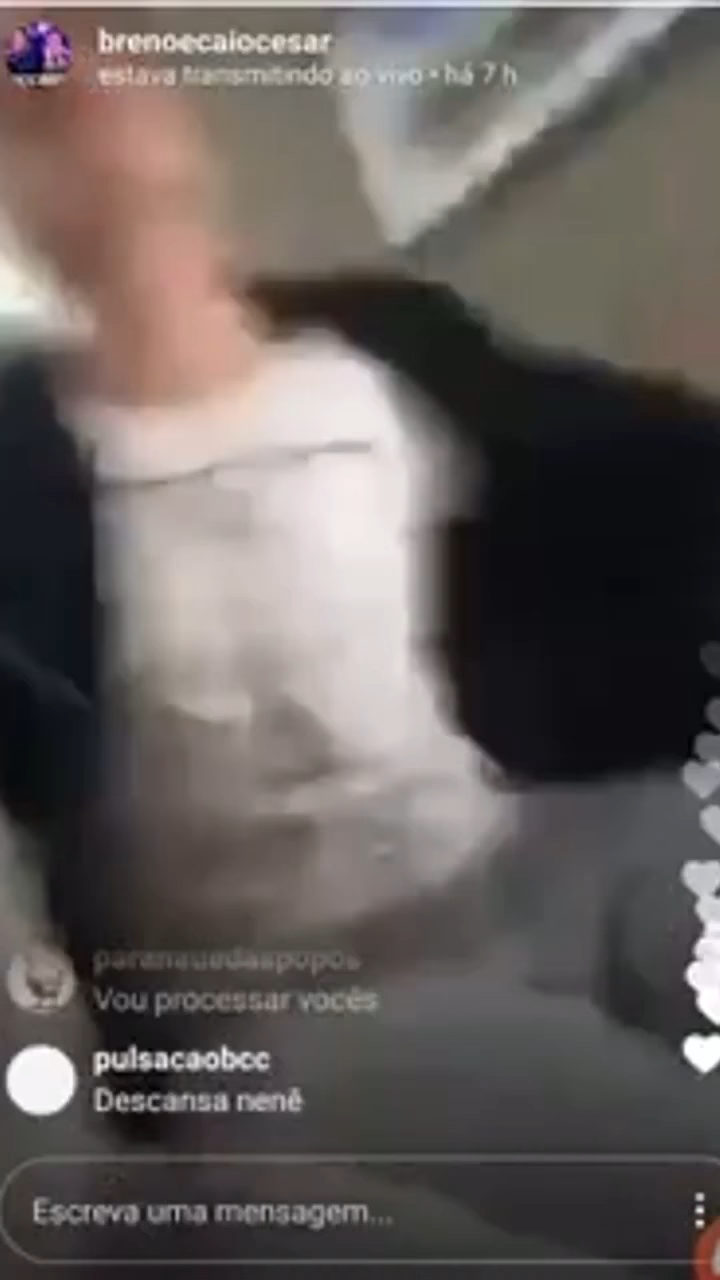 brenoecaiocesar
estava transmitindo ao vivo • há 7 h
Vou processar vocês
pulsacaobcc
Descansa nenê
Escreva uma mensagem...